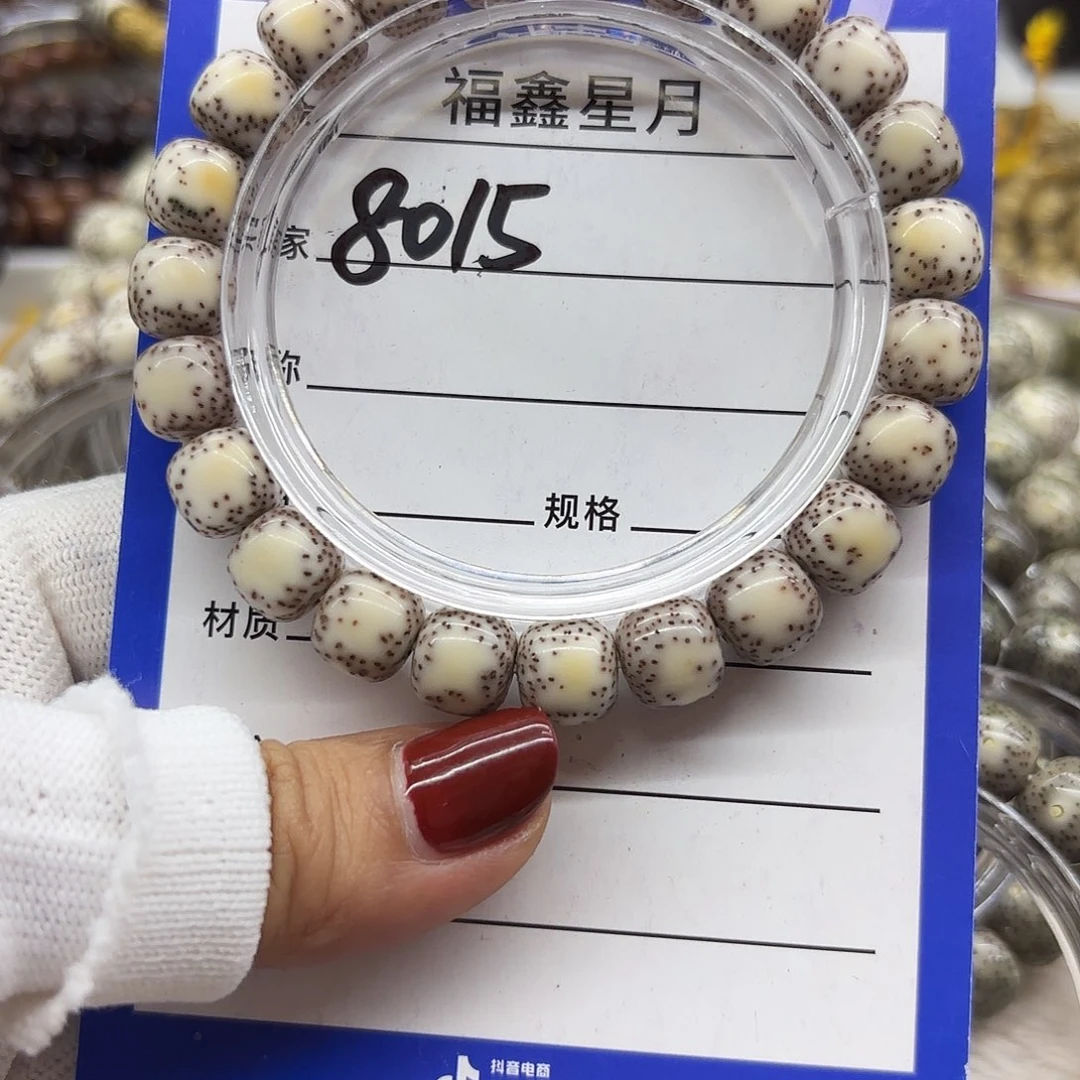 福鑫星月
家 8015
称
规格
材质
抖音电商